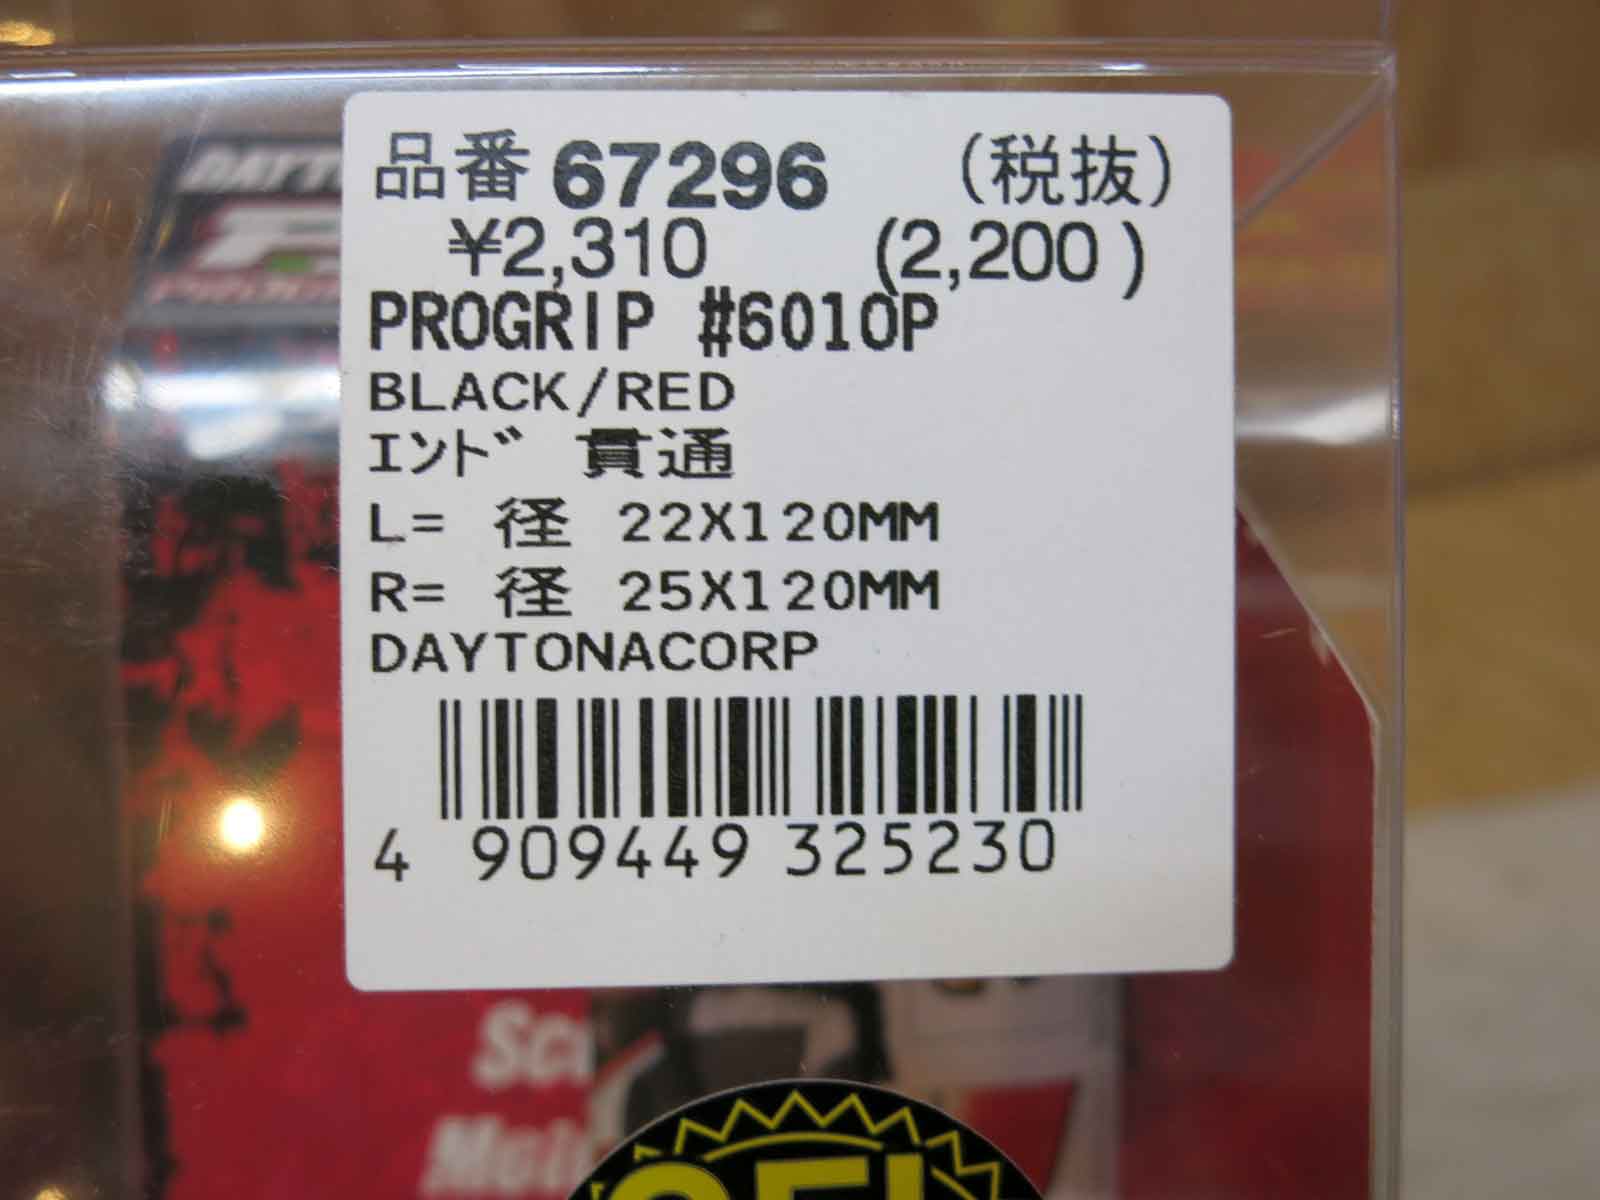 品番 67296 (税抜)
¥2,310 (2,200 )
PROGRIP #6010P
BLACK/RED
エンド 貫通
L= 径 22X120MM
R= 径 25X120MM
DAYTONACORP
4 909449 325230